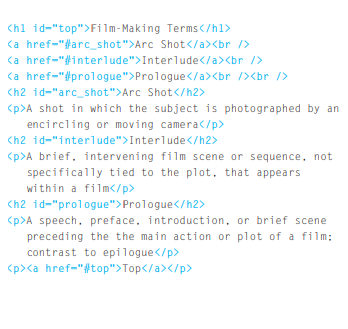 <h1 id="top">Film-Making Terms</h1>
<a href="#arc_shot">Arc Shot</a><br />
<a href="#interlude">Interlude</a><br />
<a href="#prologue">Prologue</a><br /><br />
<h2 id="arc_shot">Arc Shot</h2>
<p>A shot in which the subject is photographed by an
encircling or moving camera</p>
<h2 id="interlude">Interlude</h2>
<p>A brief, intervening film scene or sequence, not
specifically tied to the plot, that appears
within a film</p>
<h2 id="prologue">Prologue</h2>
<p>A speech, preface, introduction, or brief scene
preceding the the main action or plot of a film;
contrast to epilogue</p>
<p><a href="#top">Top</a></p>